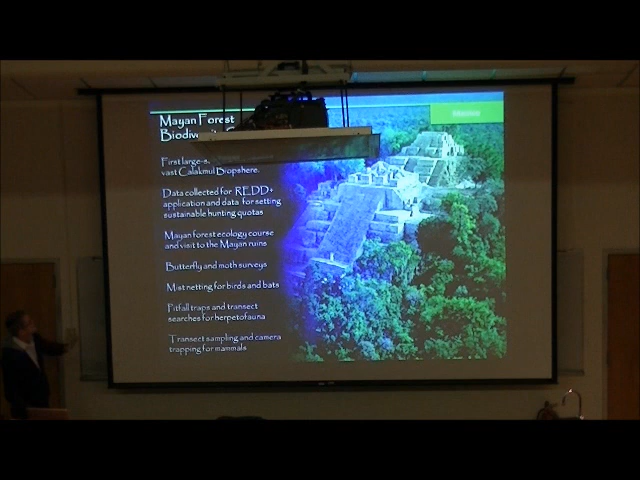 Mayan Forest
First large-s
vast Calakmul Biopshere.
Data collected for REDD+
application and data for setting
sustainable hunting quotas
Mayan forest ecology course
and visit to the Mayan ruins
Butterfly and moth surveys
Mist netting for birds and bats
Pitfall traps and transect
searches for herpetofauna
Transect sampling and camera
trapping for mammals